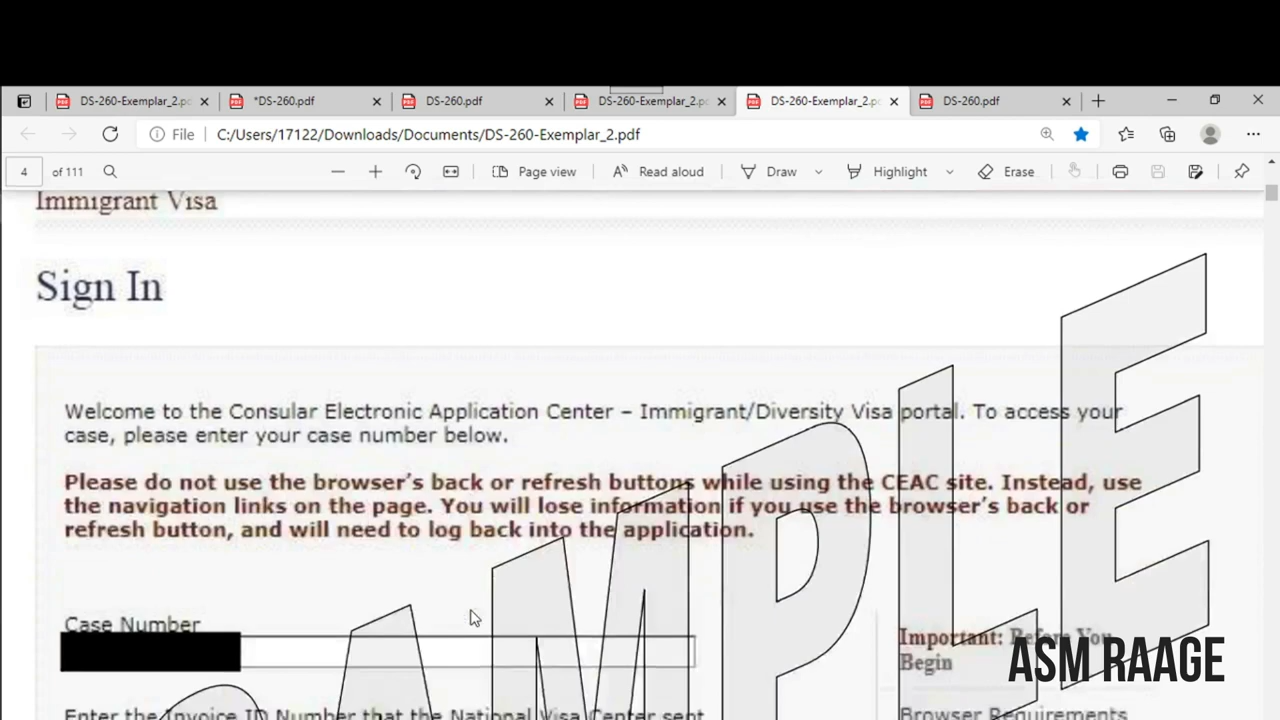 DS-260-Exemplar_2.pd
*DS-260.pdf
DS-260.pdf
DS-260-Exemplar_2.pd
DS-260-Exemplar_2.pd
DS-260.pdf
File
C:/Users/17122/Downloads/Documents/DS-260-Exemplar_2.pdf
4 of 111
Page view
Read aloud
Draw
Highlight
Erase
Immigrant Visa
Sign In
Welcome to the Consular Electronic Application Center – Immigrant/Diversity Visa portal. To access your
case, please enter your case number below.
Please do not use the browser's back or refresh buttons while using the CEAC site. Instead, use
the navigation links on the page. You will lose information if you use the browser's back or
refresh button, and will need to log back into the application.
Case Number
Enter the Invoice ID Number that the National Visa Center sent
Important: Before You
Begin
Browser Requirements
SAMPLE
ASM RAAGE